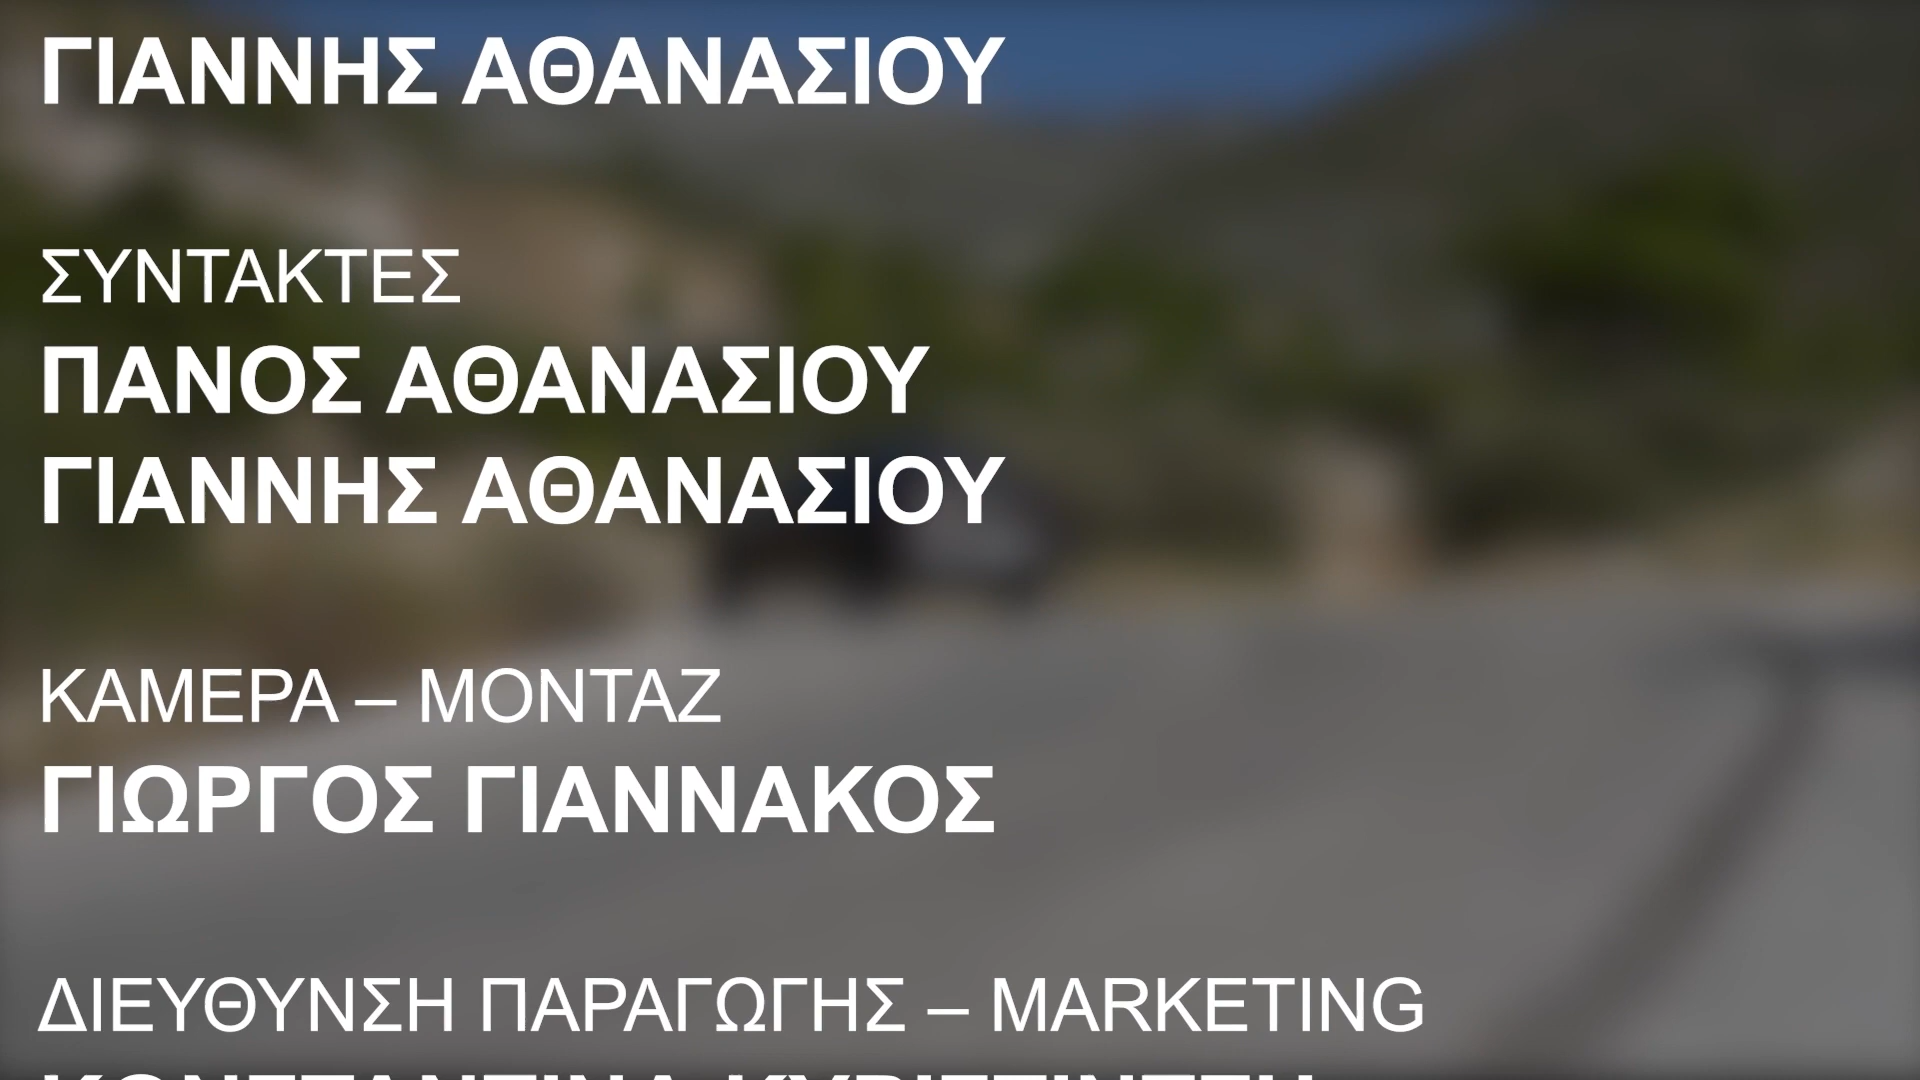 ΓΙΑΝΝΗΣ ΑΘΑΝΑΣΙΟΥ
ΣΥΝΤΑΚΤΕΣ
ΠΑΝΟΣ ΑΘΑΝΑΣΙΟΥ
ΓΙΑΝΝΗΣ ΑΘΑΝΑΣΙΟΥ
ΚΑΜΕΡΑ – ΜΟΝΤΑΖ
ΓΙΩΡΓΟΣ ΓΙΑΝΝΑΚΟΣ
ΔΙΕΥΘΥΝΣΗ ΠΑΡΑΓΩΓΗΣ – MARKETING